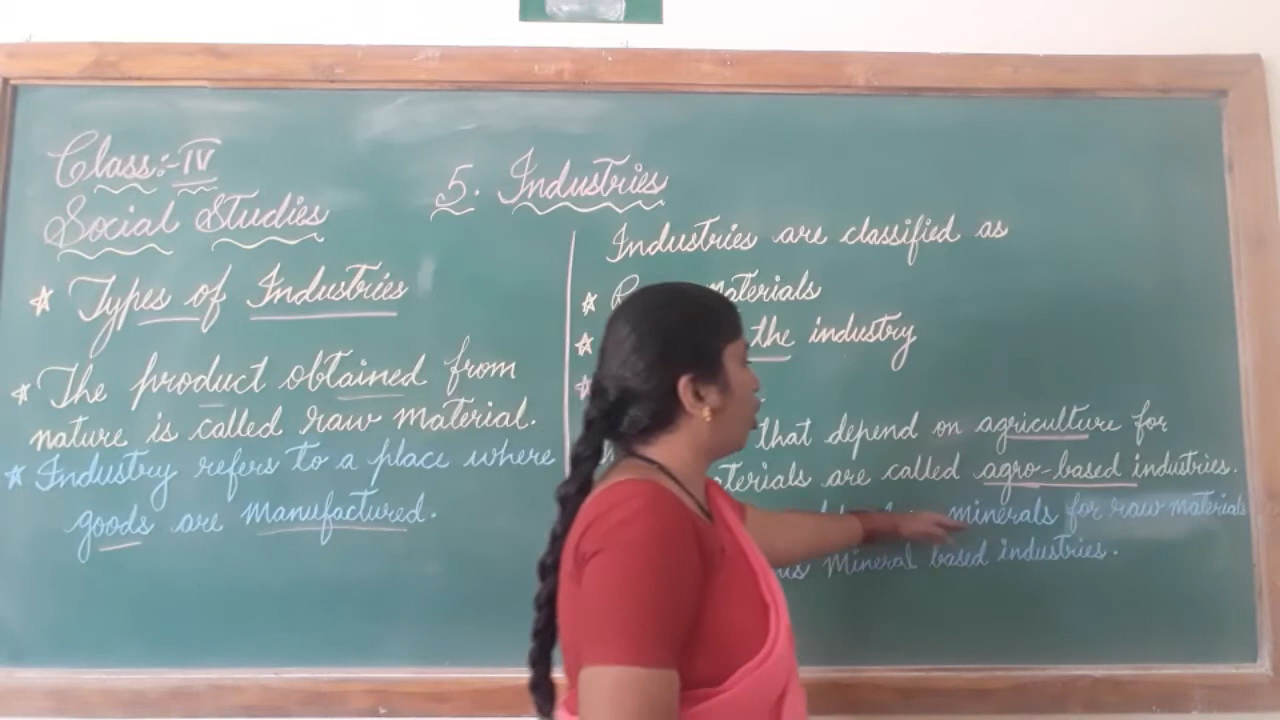 Class:- IV
Social Studies
5. Industries
* Types of Industries
* The product obtained from
nature is called raw material.
* Industry refers to a place where
goods are manufactured.
Industries are classified as
* materials
* the industry
*
that depend on agriculture for
materials are called agro-based industries.
minerals for raw materials
Mineral based industries.